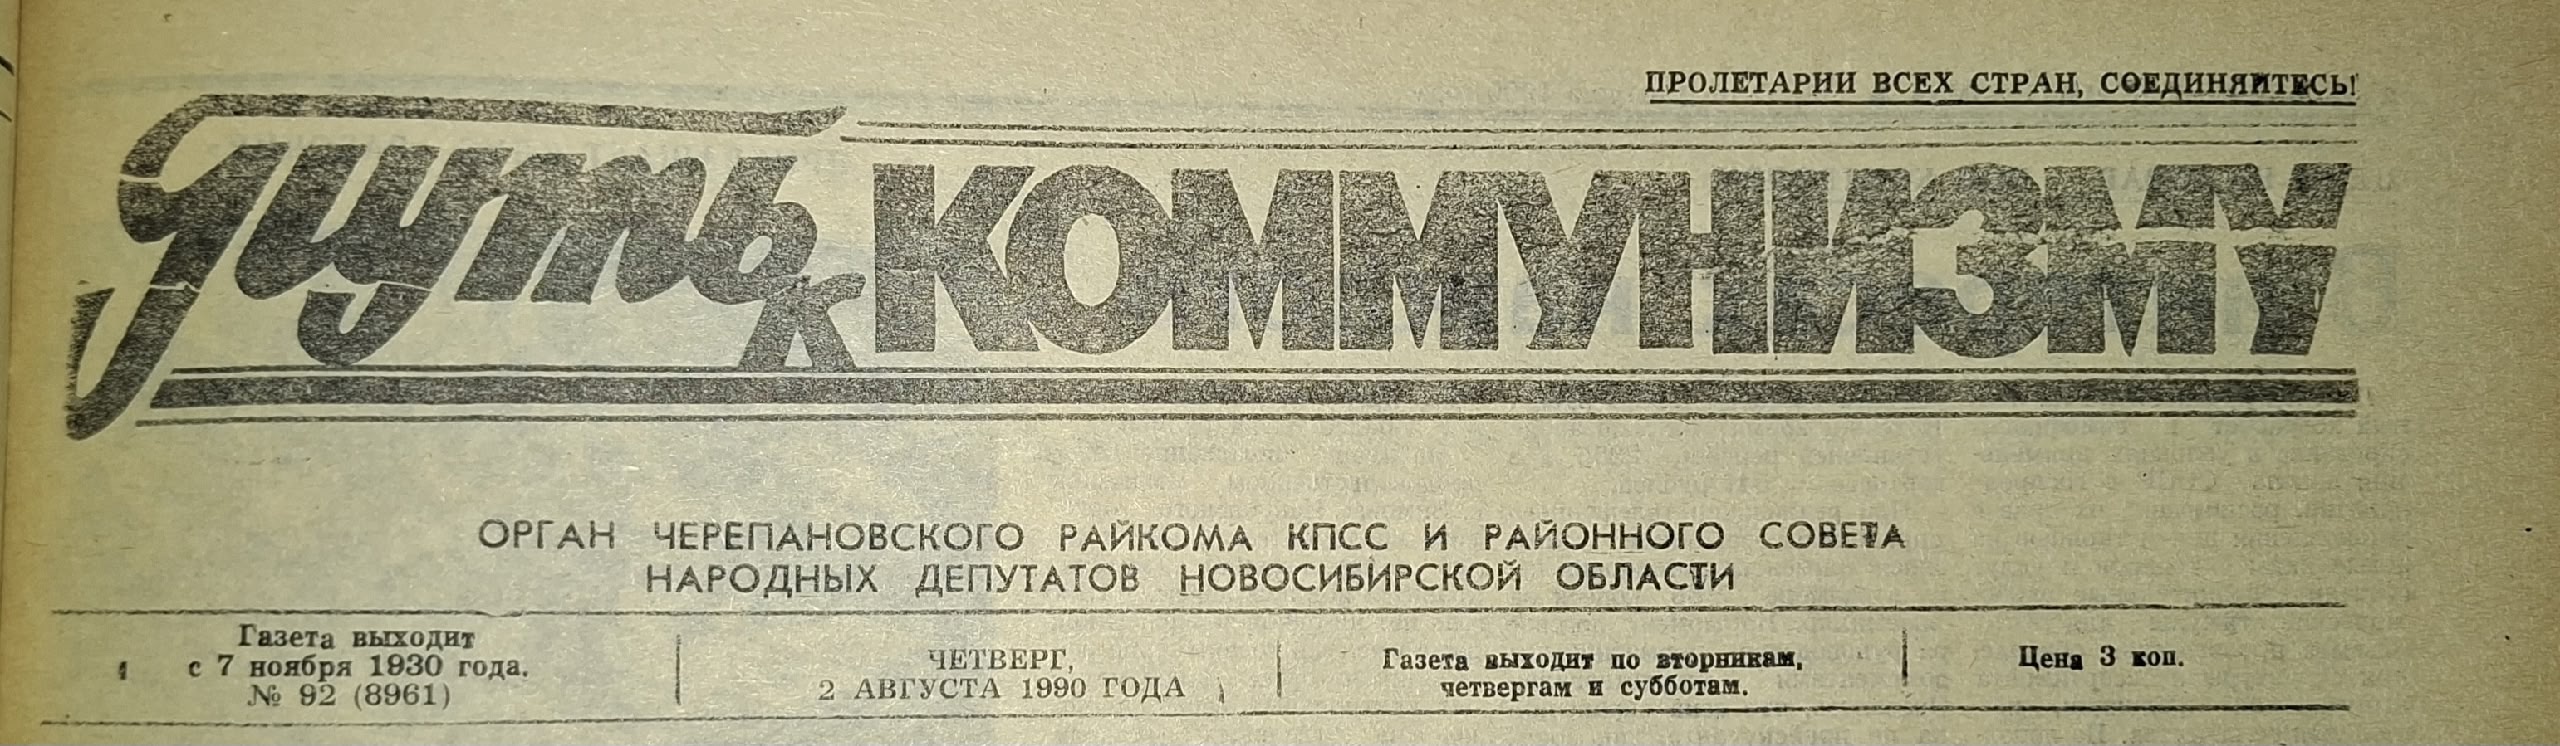 ПРОЛЕТАРИИ ВСЕХ СТРАН, СОЕДИНЯЙТЕСЬ!
Путь к КОММУНИЗМУ
ОРГАН ЧЕРЕПАНОВСКОГО РАЙКОМА КПСС И РАЙОННОГО СОВЕТА
НАРОДНЫХ ДЕПУТАТОВ НОВОСИБИРСКОЙ ОБЛАСТИ
Газета выходит
с 7 ноября 1930 года.
№ 92 (8961)
ЧЕТВЕРГ,
2 АВГУСТА 1990 ГОДА
Газета выходит по вторникам,
четвергам и субботам.
Цена 3 коп.